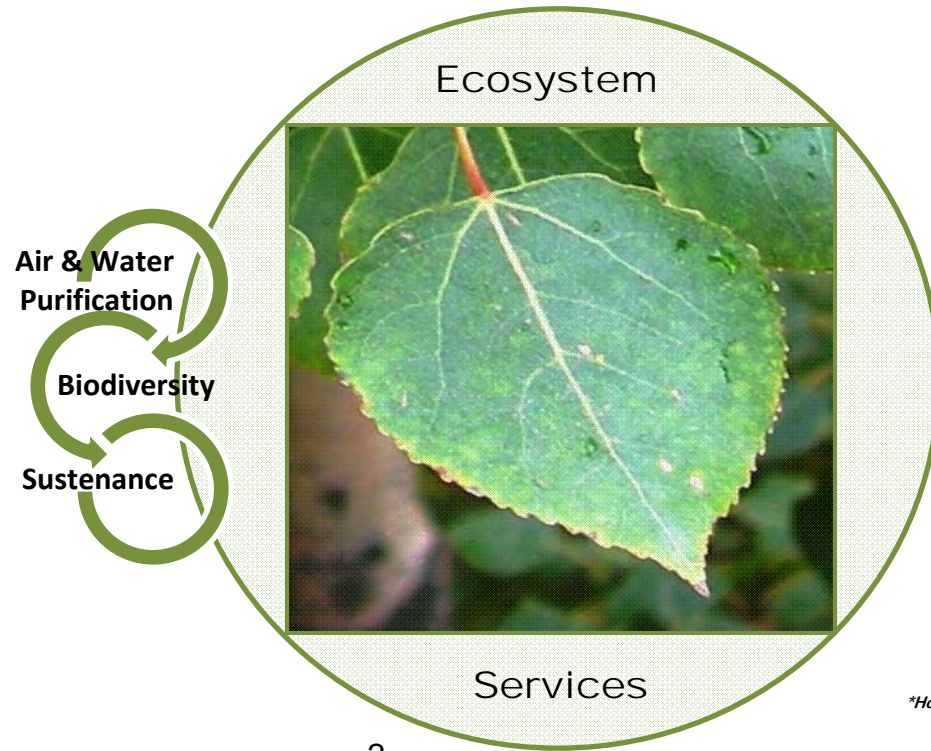 Ecosystem
Air & Water
Purification
Biodiversity
Sustenance
Services